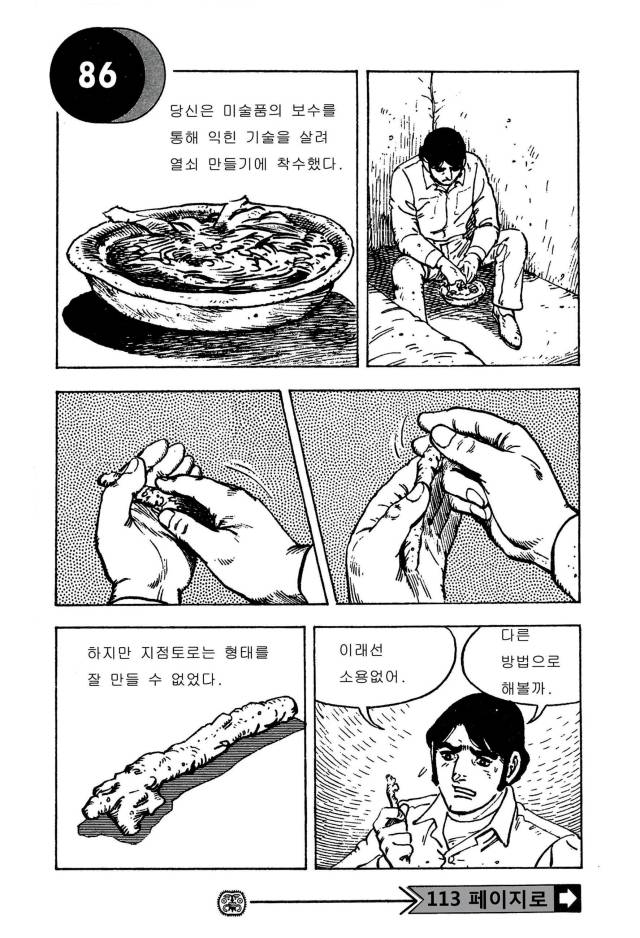 86
당신은 미술품의 보수를
통해 익힌 기술을 살려
열쇠 만들기에 착수했다.
하지만 지점토로는 형태를
잘 만들 수 없었다.
이래선
소용없어.
다른
방법으로
해볼까.
113 페이지로